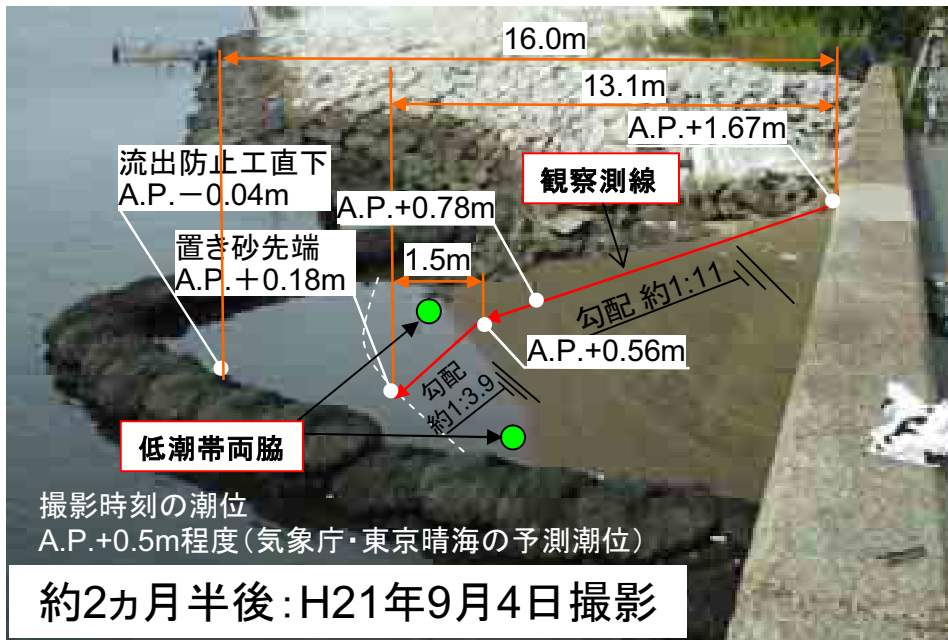 16.0m
13.1m
A.P.+1.67m
流出防止工直下
A.P.－0.04m
観察測線
A.P.+0.78m
置き砂先端
A.P.＋0.18m
1.5m
勾配 約1:11
A.P.+0.56m
勾配
約1:3.9
低潮帯両脇
撮影時刻の潮位
A.P.+0.5m程度（気象庁・東京晴海の予測潮位）
約2ヵ月半後：H21年9月4日撮影